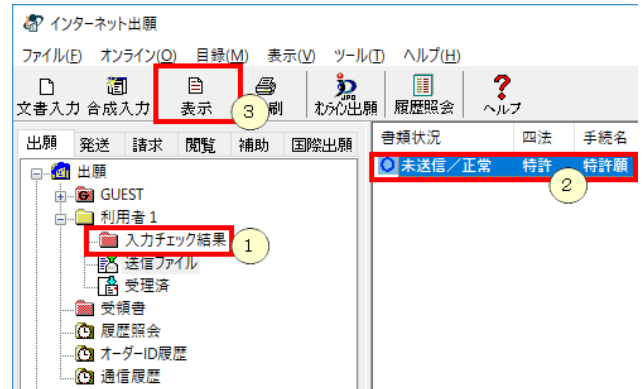 インターネット出願
ファイル(F) オンライン(O) 目録(M) 表示(V) ツール(T) ヘルプ(H)
文書入力 合成入力 表示 3 刷 オンライン出願 履歴照会 ヘルプ
出願 発送 請求 閲覧 補助 国際出願
書類状況 四法 手続名
未送信/正常 特許 特許願
2
出願
GUEST
利用者1
入力チェック結果 1
送信ファイル
受理済
受領書
履歴照会
オーダーID履歴
通信履歴